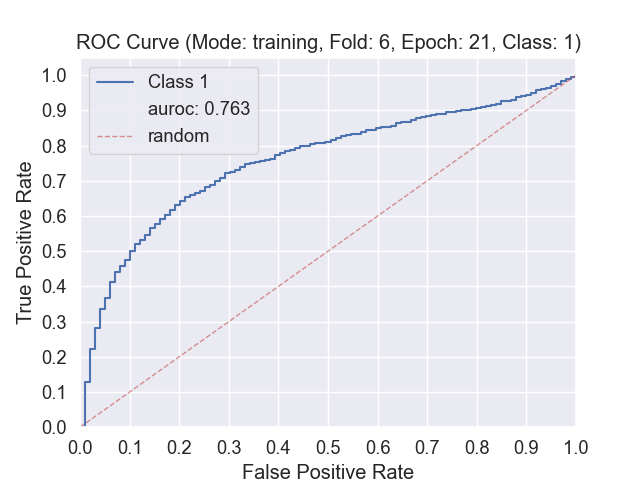 ROC Curve (Mode: training, Fold: 6, Epoch: 21, Class: 1)
Class 1
auroc: 0.763
random
True Positive Rate
1.0
0.9
0.8
0.7
0.6
0.5
0.4
0.3
0.2
0.1
0.0
0.0 0.1 0.2 0.3 0.4 0.5 0.6 0.7 0.8 0.9 1.0
False Positive Rate